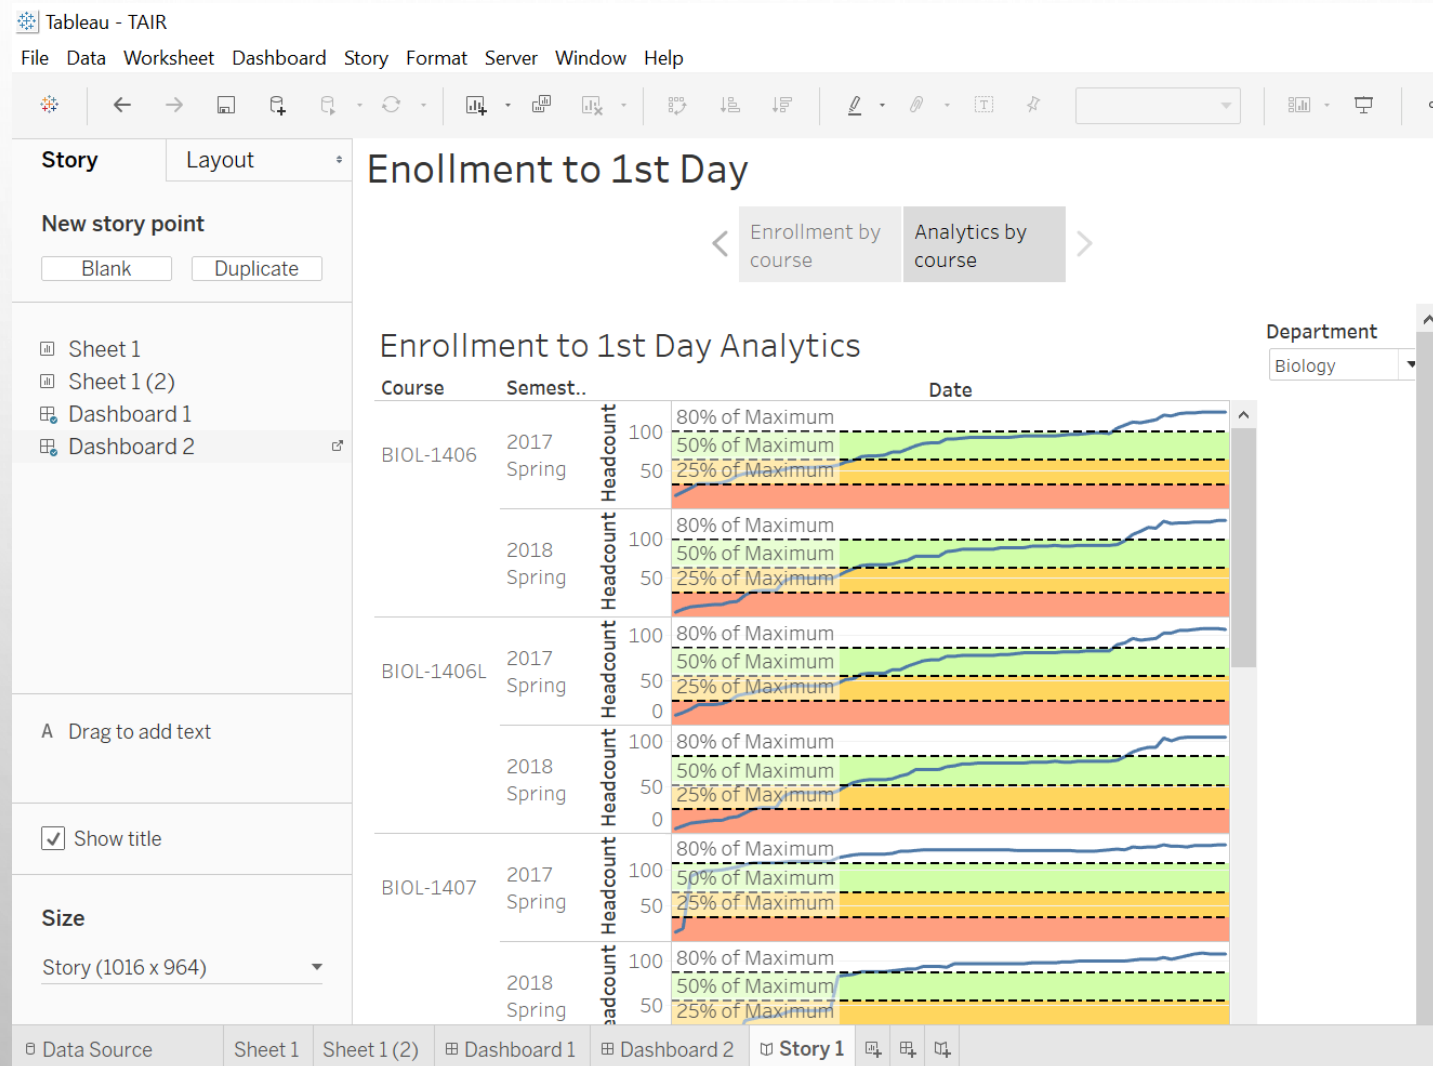 Tableau - TAIR
File Data Worksheet Dashboard Story Format Server Window Help
Story Layout
New story point
Blank Duplicate
Sheet 1
Sheet 1 (2)
Dashboard 1
Dashboard 2
A Drag to add text
Show title
Size
Story (1016 x 964)
Enollment to 1st Day
Enrollment by
course
Analytics by
course
Enrollment to 1st Day Analytics
Department
Biology
Course Semest.. Date
BIOL-1406
2017
Spring
Headcount
100
50
80% of Maximum
50% of Maximum
25% of Maximum
2018
Spring
Headcount
100
50
80% of Maximum
50% of Maximum
25% of Maximum
BIOL-1406L
2017
Spring
Headcount
100
50
0
80% of Maximum
50% of Maximum
25% of Maximum
2018
Spring
Headcount
100
50
0
80% of Maximum
50% of Maximum
25% of Maximum
BIOL-1407
2017
Spring
Headcount
100
50
80% of Maximum
50% of Maximum
25% of Maximum
2018
Spring
eadcount
100
50
80% of Maximum
50% of Maximum
25% of Maximum
Data Source Sheet 1 Sheet 1 (2) Dashboard 1 Dashboard 2 Story 1